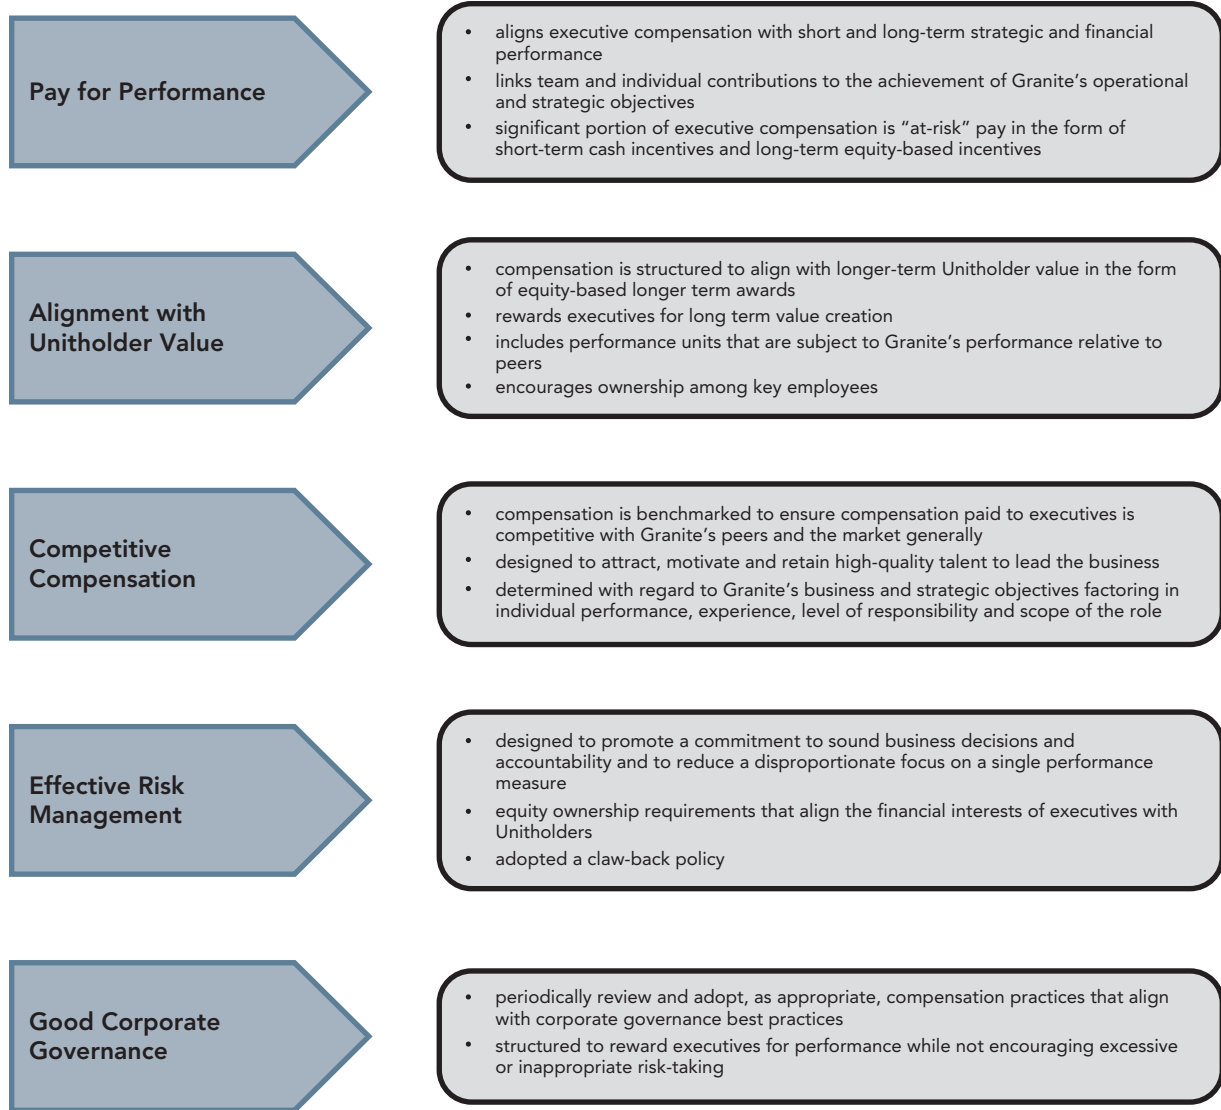 Pay for Performance
• aligns executive compensation with short and long-term strategic and financial
performance
• links team and individual contributions to the achievement of Granite’s operational
and strategic objectives
• significant portion of executive compensation is “at-risk” pay in the form of
short-term cash incentives and long-term equity-based incentives
Alignment with
Unitholder Value
• compensation is structured to align with longer-term Unitholder value in the form
of equity-based longer term awards
• rewards executives for long term value creation
• includes performance units that are subject to Granite’s performance relative to
peers
• encourages ownership among key employees
Competitive
Compensation
• compensation is benchmarked to ensure compensation paid to executives is
competitive with Granite’s peers and the market generally
• designed to attract, motivate and retain high-quality talent to lead the business
• determined with regard to Granite’s business and strategic objectives factoring in
individual performance, experience, level of responsibility and scope of the role
Effective Risk
Management
• designed to promote a commitment to sound business decisions and
accountability and to reduce a disproportionate focus on a single performance
measure
• equity ownership requirements that align the financial interests of executives with
Unitholders
• adopted a claw-back policy
Good Corporate
Governance
• periodically review and adopt, as appropriate, compensation practices that align
with corporate governance best practices
• structured to reward executives for performance while not encouraging excessive
or inappropriate risk-taking